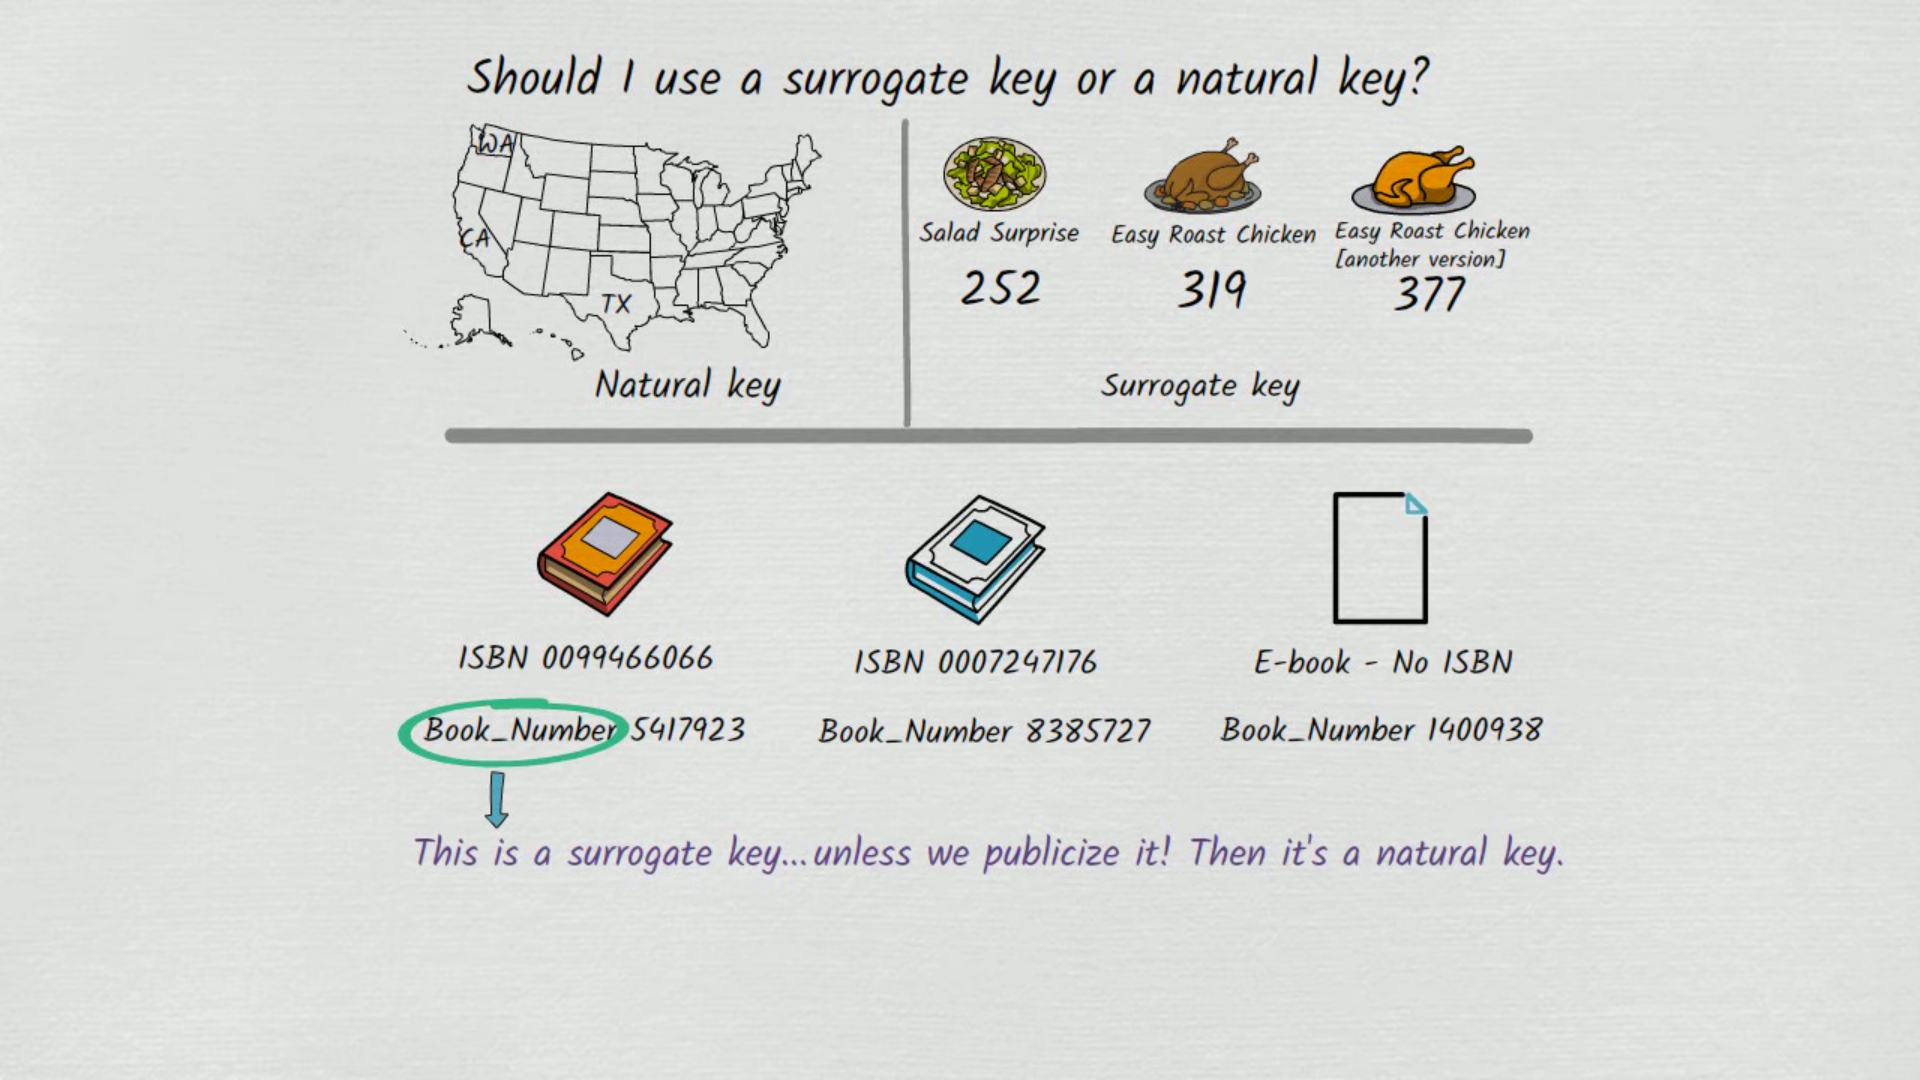 Should I use a surrogate key or a natural key?
WA
CA
TX
Natural key
Salad Surprise
252
Easy Roast Chicken
319
Easy Roast Chicken
[another version]
377
Surrogate key
ISBN 0099466066
Book_Number 5417923
ISBN 0007247176
Book_Number 8385727
E-book - No ISBN
Book_Number 1400938
This is a surrogate key...unless we publicize it! Then it's a natural key.